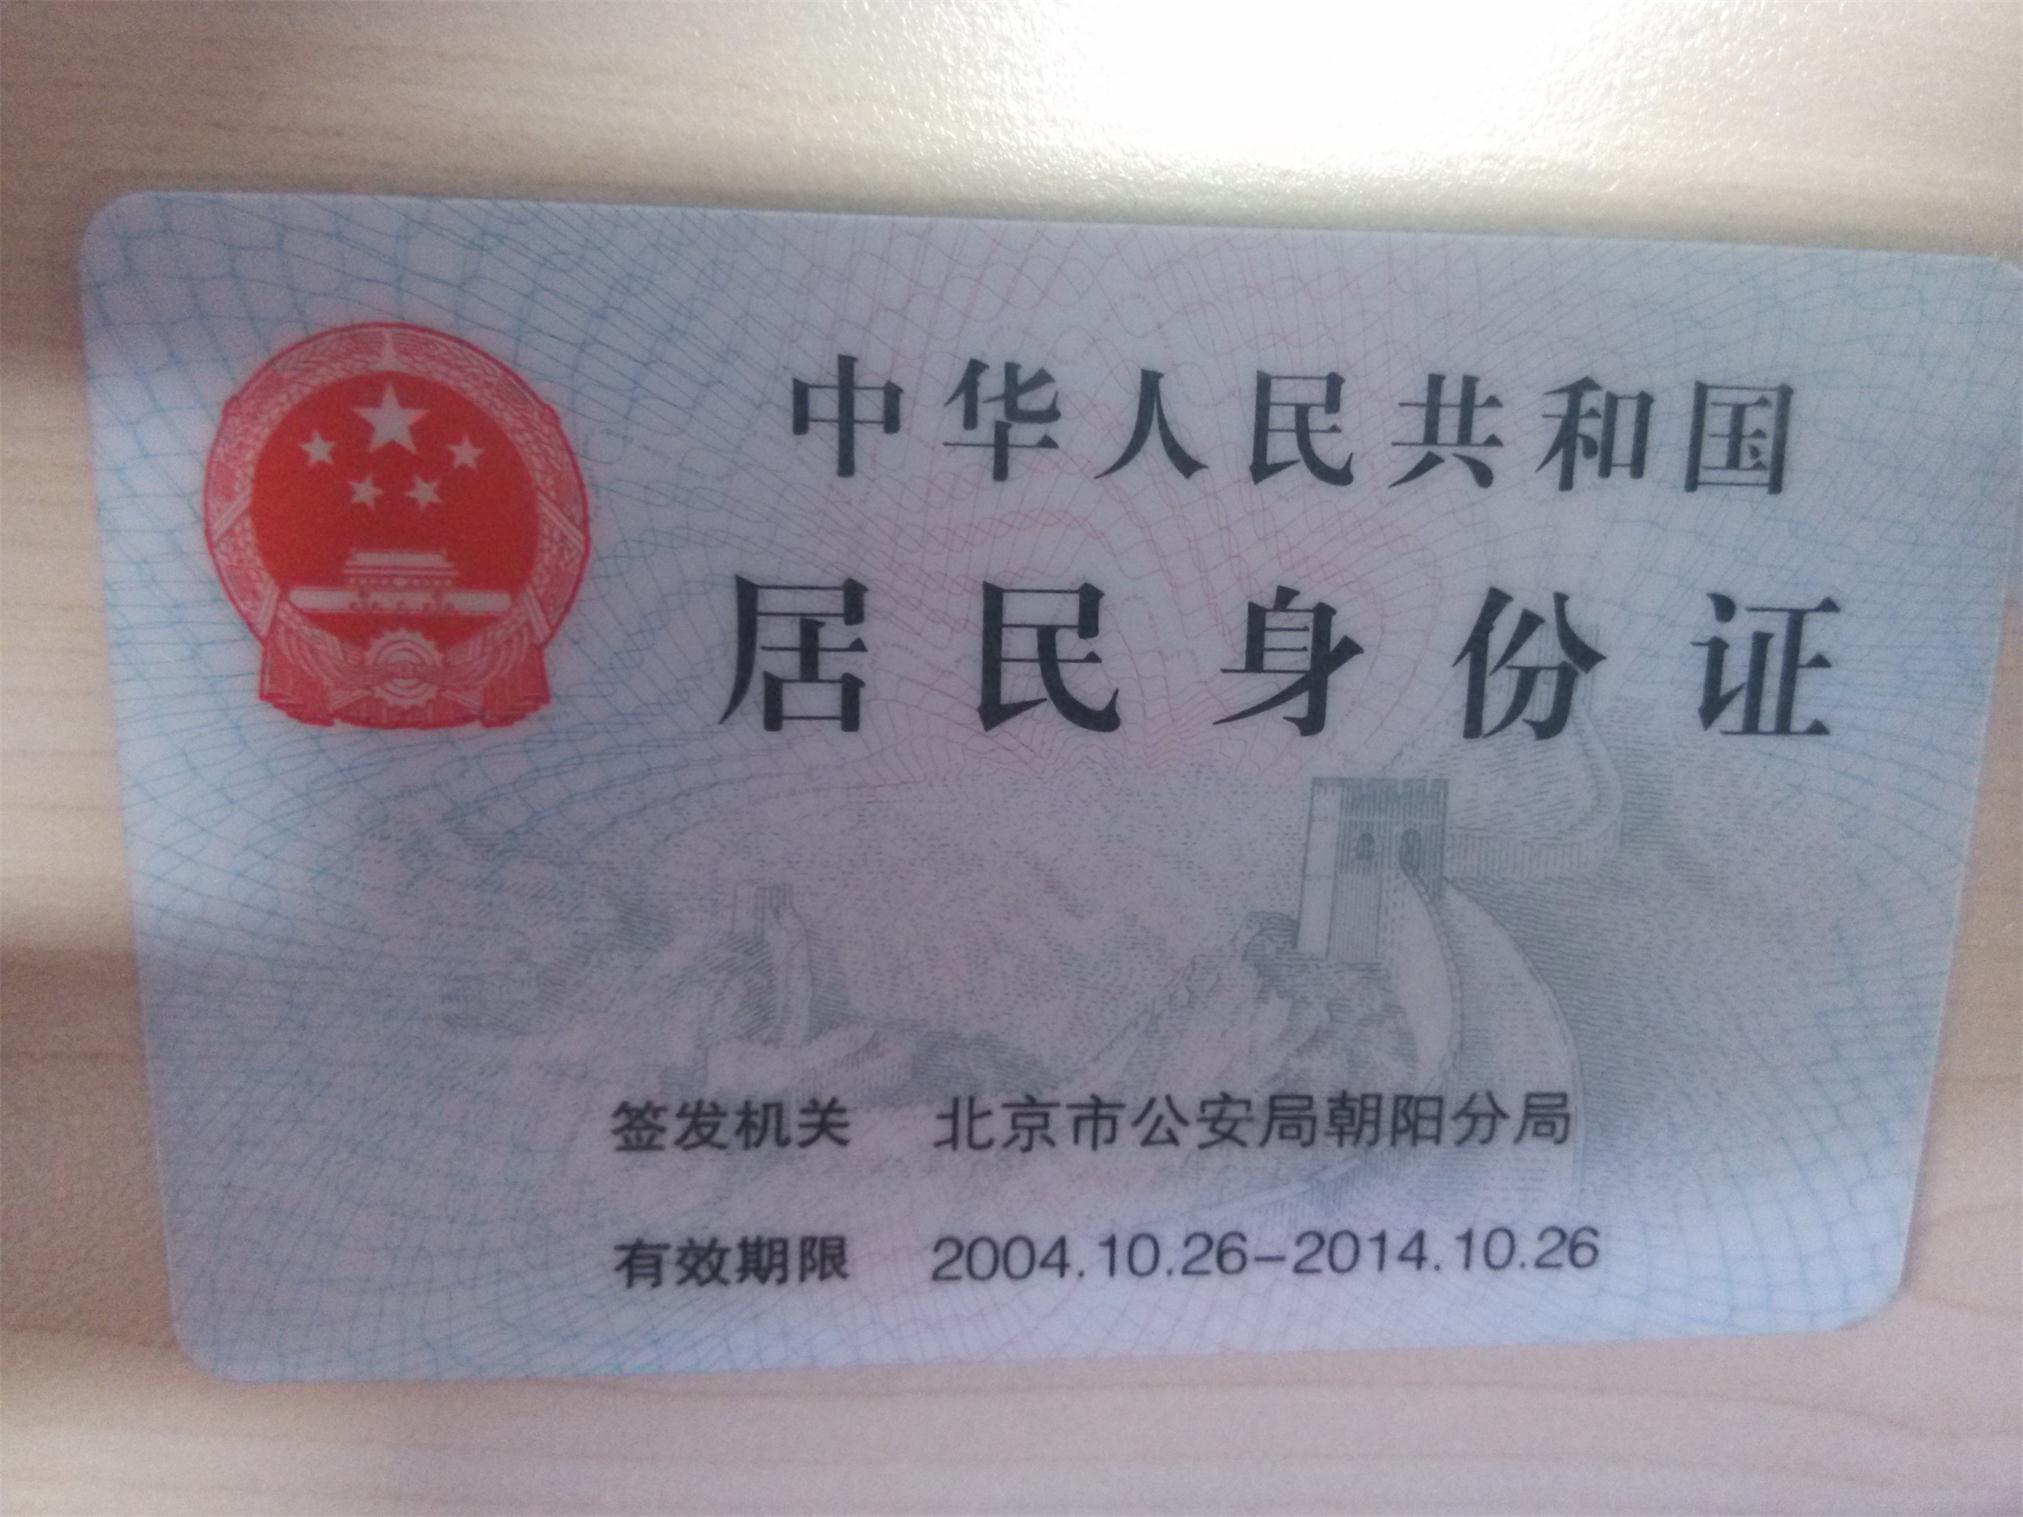 中华人民共和国
居民身份证
签发机关 北京市公安局朝阳分局
有效期限 2004.10.26-2014.10.26